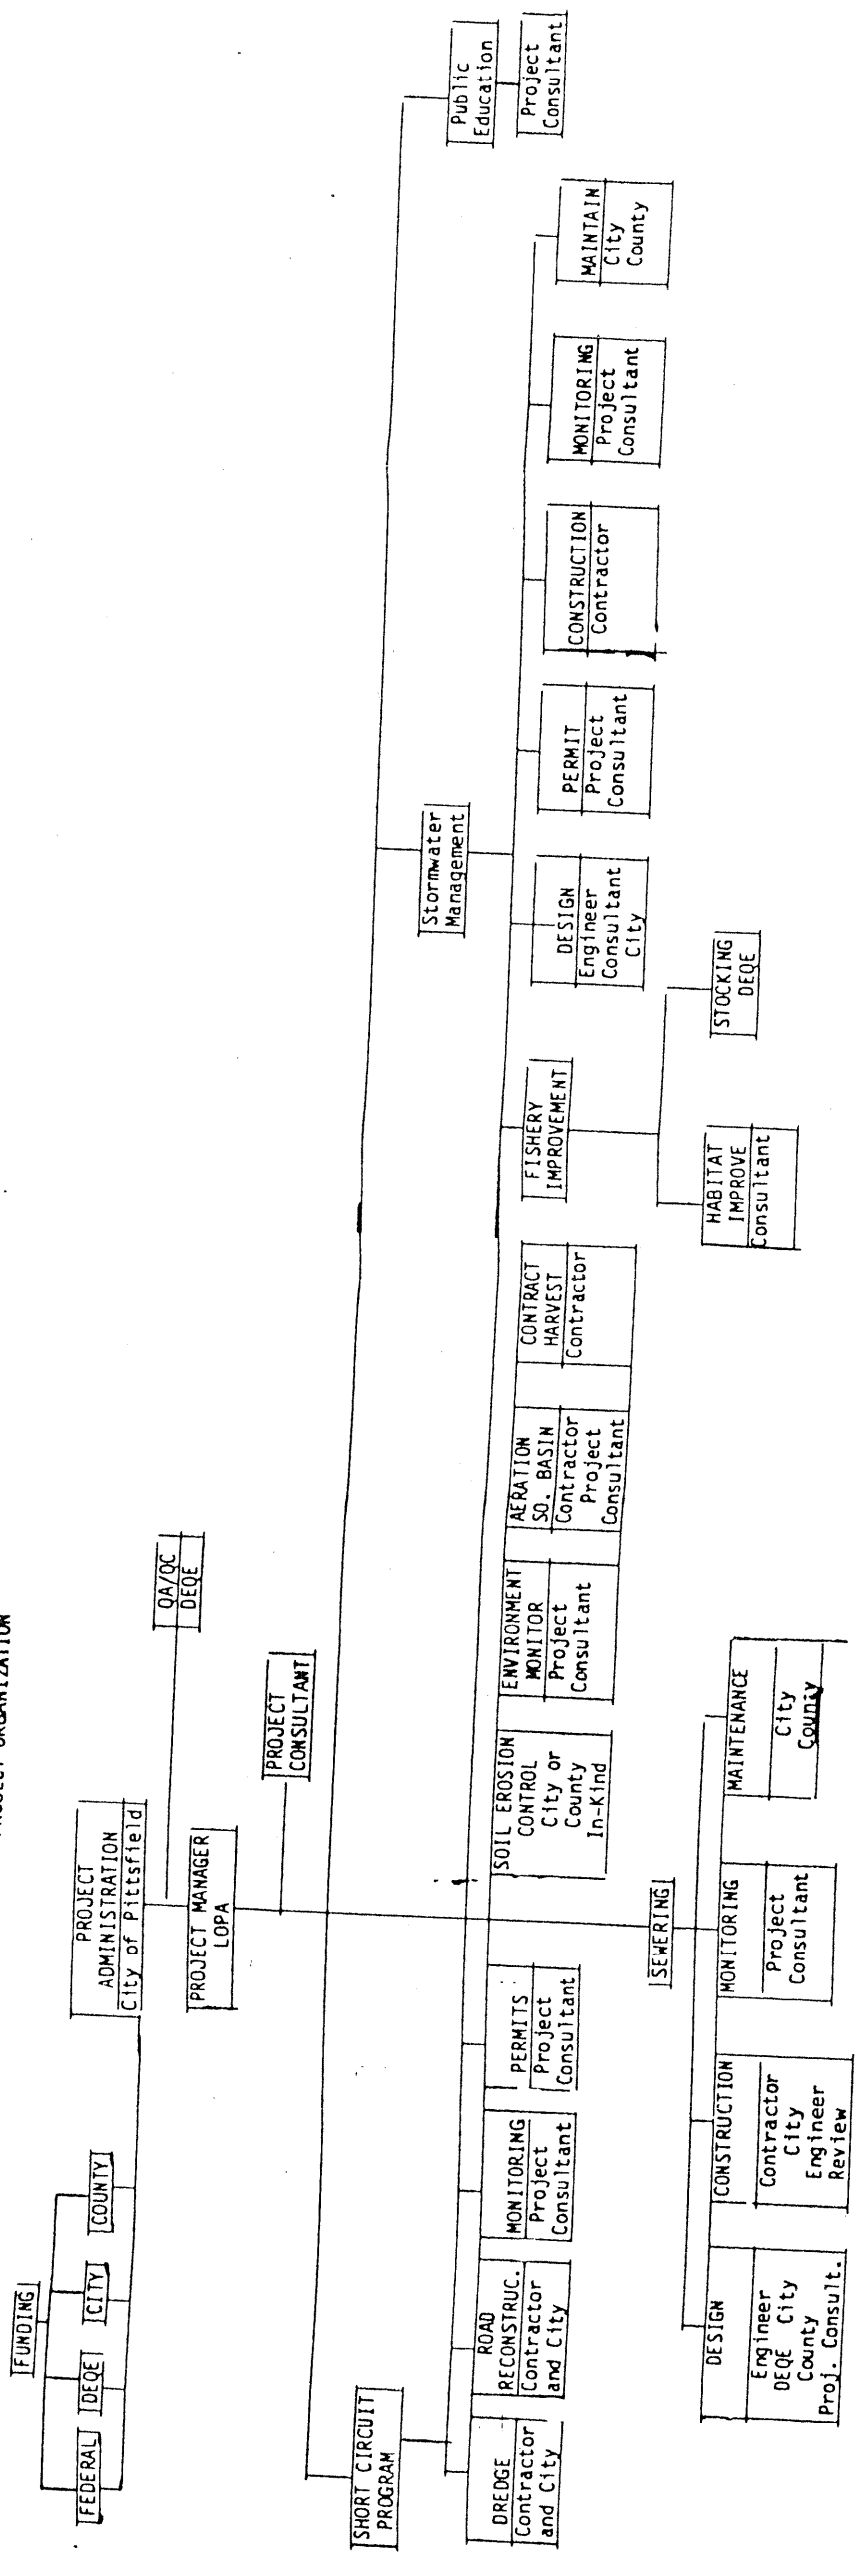 PROJECT ORGANIZATION
FUNDING
FEDERAL
DEQE
CITY
COUNTY
PROJECT
ADMINISTRATION
City of Pittsfield
QA/QC
DEQE
PROJECT MANAGER
LOPA
PROJECT
CONSULTANT
SHORT CIRCUIT
PROGRAM
Stormwater
Management
Public
Education
Project
Consultant
DREDGE
Contractor
and City
ROAD
RECONSTRUC.
Contractor
and City
MONITORING
Project
Consultant
PERMITS
Project
Consultant
SOIL EROSION
CONTROL
City or
County
In-Kind
ENVIRONMENT
MONITOR
Project
Consultant
AERATION
SO. BASIN
Contractor
Project
Consultant
CONTRACT
HARVEST
Contractor
FISHERY
IMPROVEMENT
HABITAT
IMPROVE
Consultant
STOCKING
DEQE
DESIGN
Engineer
Consultant
City
PERMIT
Project
Consultant
CONSTRUCTION
Contractor
MONITORING
Project
Consultant
MAINTAIN
City
County
SEWERING
DESIGN
Engineer
DEQE City
County
Proj. Consult.
CONSTRUCTION
Contractor
City
Engineer
Review
MONITORING
Project
Consultant
MAINTENANCE
City
County